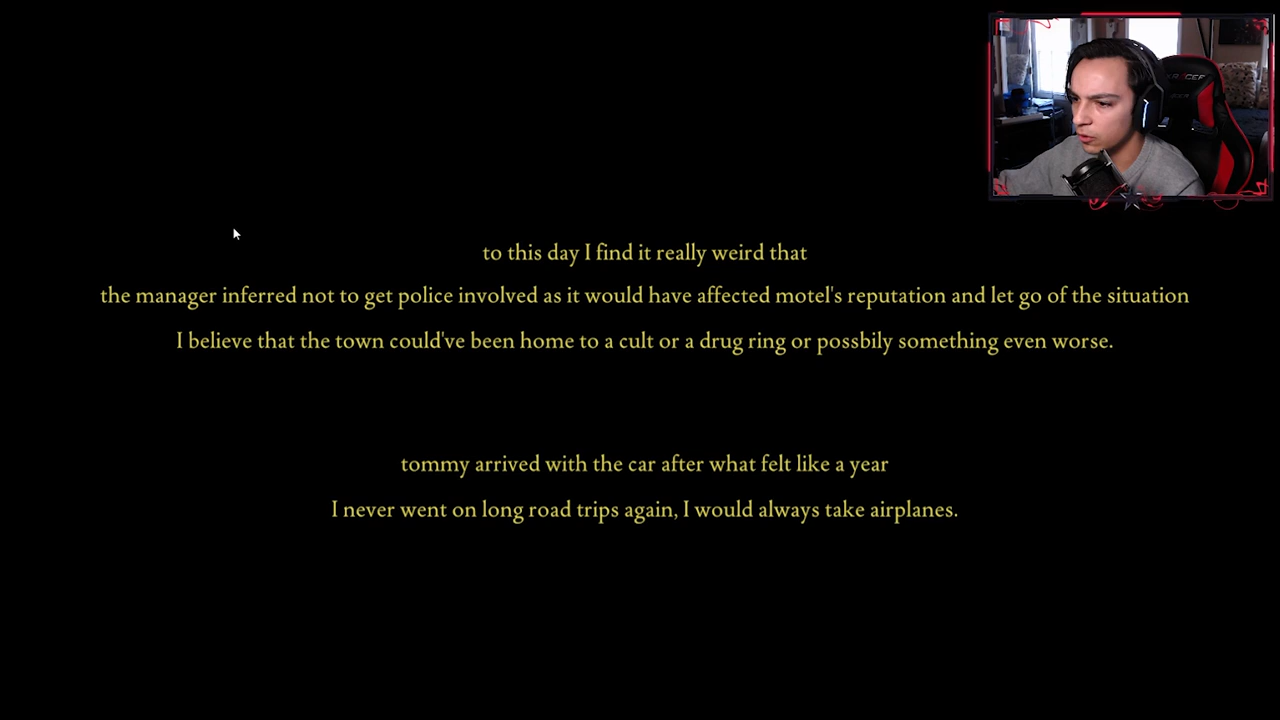 to this day I find it really weird that
the manager inferred not to get police involved as it would have affected motel's reputation and let go of the situation
I believe that the town could've been home to a cult or a drug ring or possbily something even worse.
tommy arrived with the car after what felt like a year
I never went on long road trips again, I would always take airplanes.